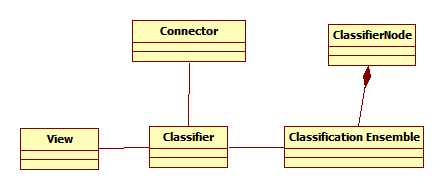 Connector
ClassifierNode
View
Classifier
Classification Ensemble